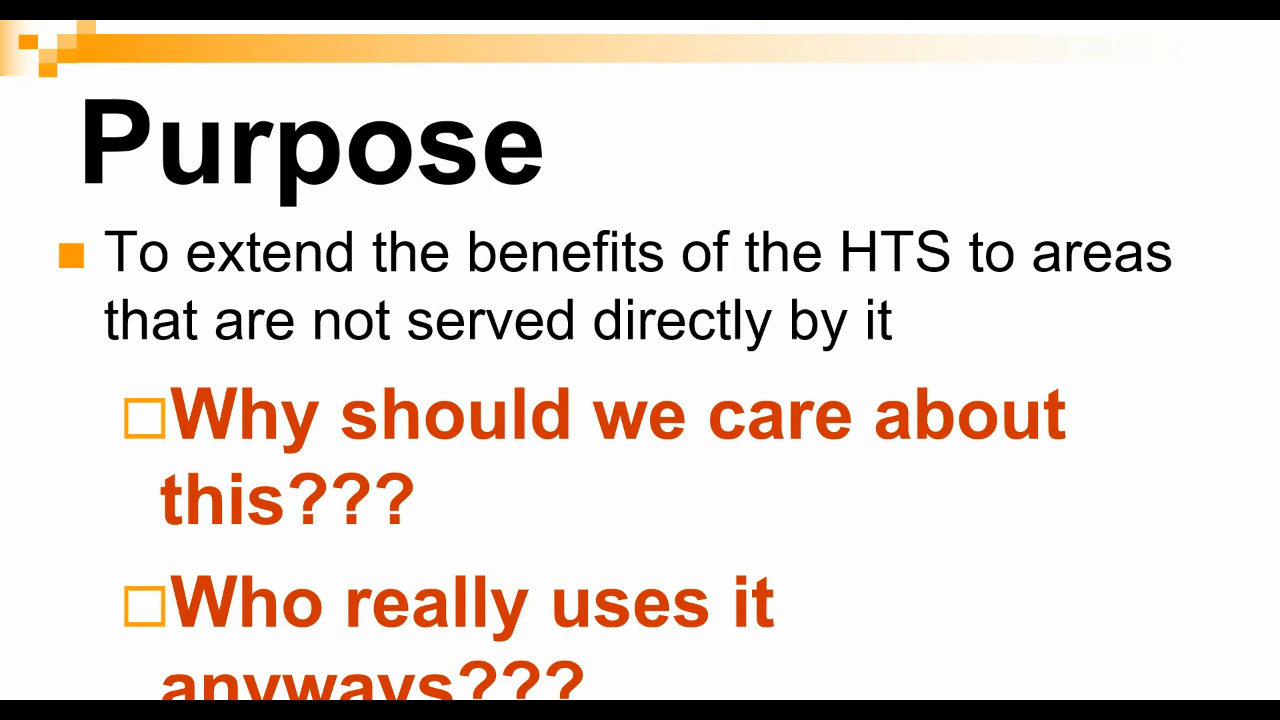 Purpose
To extend the benefits of the HTS to areas
that are not served directly by it
Why should we care about
this???
Who really uses it
anyways???